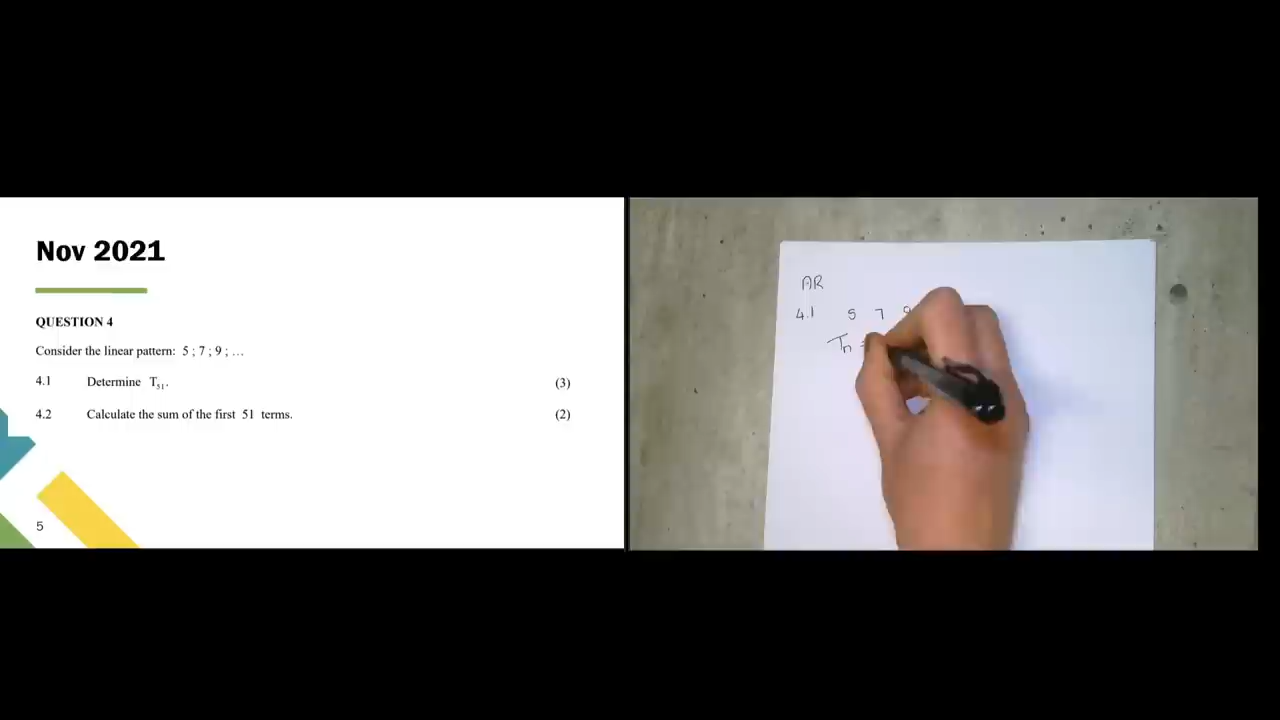 Nov 2021
QUESTION 4
Consider the linear pattern: 5 ; 7 ; 9 ; …
4.1 Determine T51. (3)
4.2 Calculate the sum of the first 51 terms. (2)
5
AR
4.1 5 7 9
Tn =